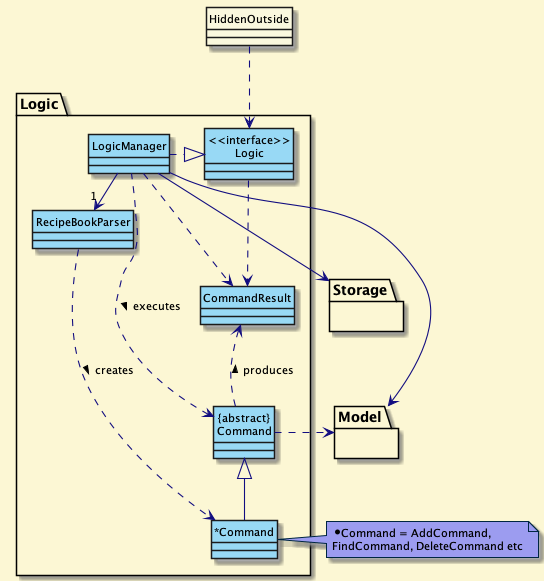 HiddenOutside
Logic
LogicManager
<<interface>>
Logic
1
RecipeBookParser
CommandResult
Storage
executes
creates
produces
{abstract}
Command
Model
*Command
•Command = AddCommand,
FindCommand, DeleteCommand etc